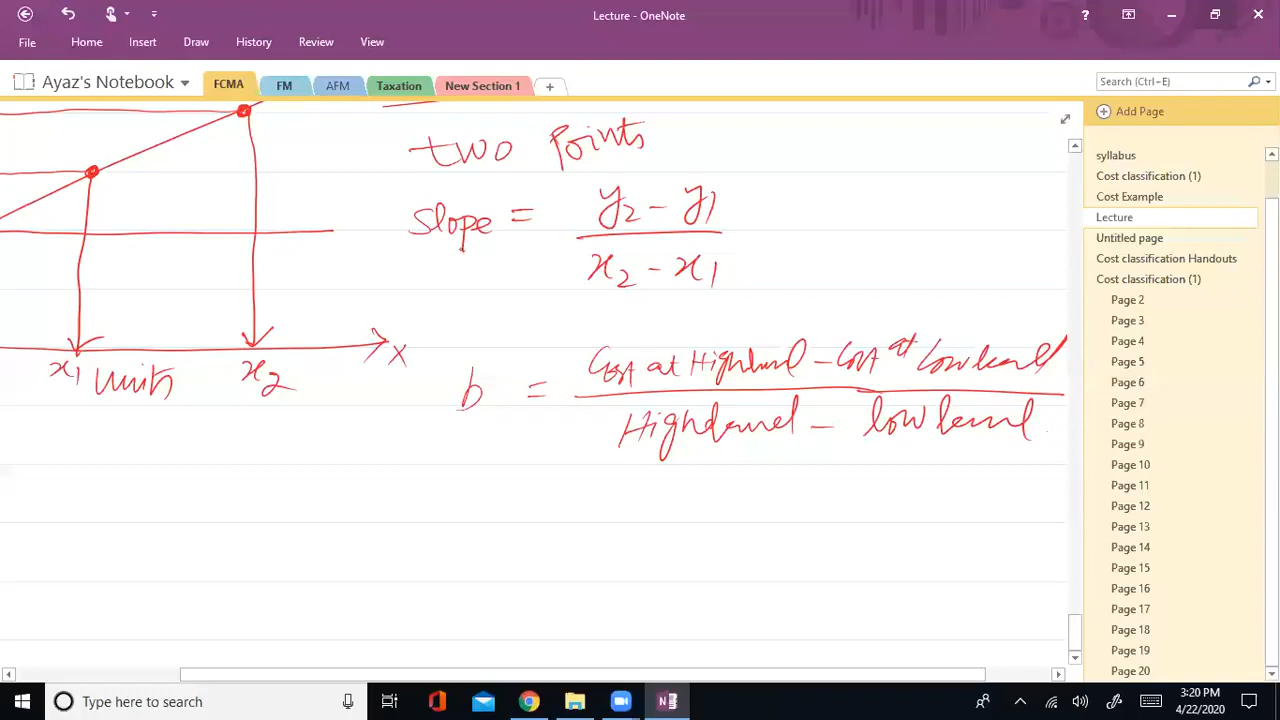 Lecture - OneNote
?
File Home Insert Draw History Review View
Ayaz's Notebook FCMA FM AFM Taxation New Section 1 +
Search (Ctrl+E)
Add Page
two Points
slope = y2 - y1
x2 - x1
x1 Units x2 x
b = Cost at High level - Cost at Low level
High level - low level
syllabus
Cost classification (1)
Cost Example
Lecture
Untitled page
Cost classification Handouts
Cost classification (1)
Page 2
Page 3
Page 4
Page 5
Page 6
Page 7
Page 8
Page 9
Page 10
Page 11
Page 12
Page 13
Page 14
Page 15
Page 16
Page 17
Page 18
Page 19
Page 20
Type here to search
3:20 PM
4/22/2020